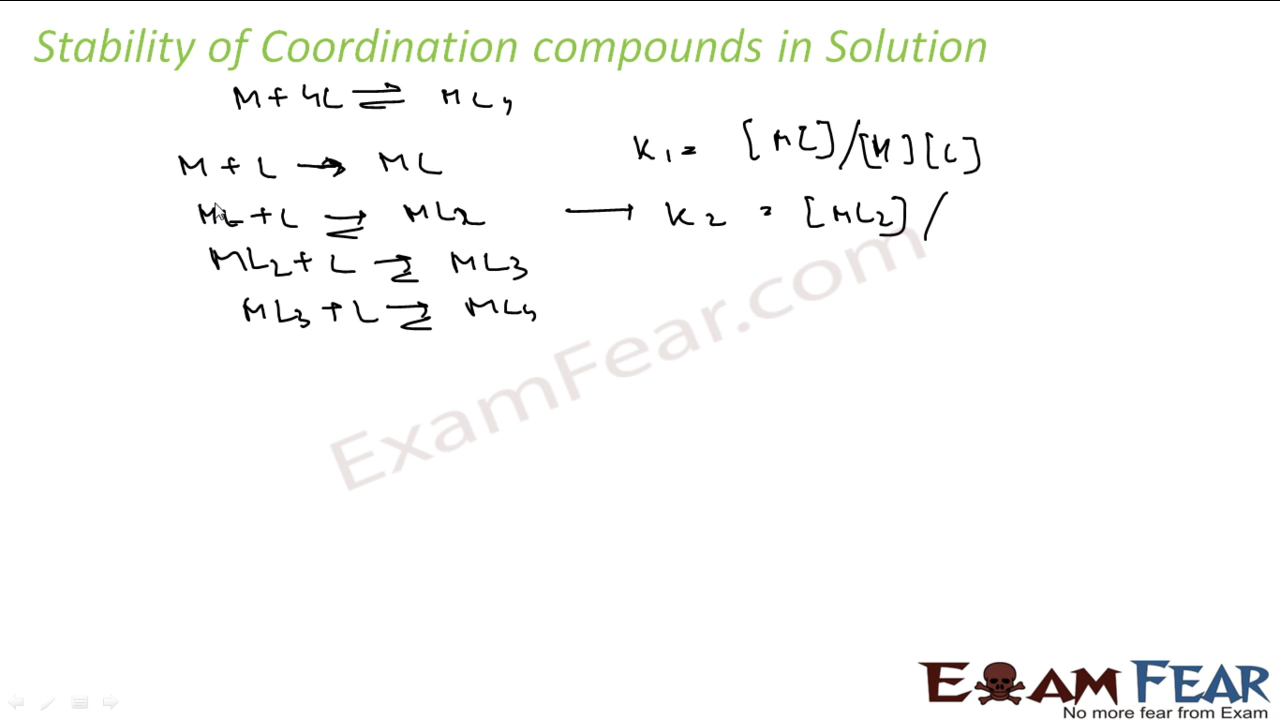 Stability of Coordination compounds in Solution
M + 4L ⇌ ML4
M + L → ML K1 = [ML]/[M][L]
ML + L ⇌ ML2 → K2 = [ML2]/
ML2 + L ⇌ ML3
ML3 + L ⇌ ML4
ExamFear.com
EXAM FEAR
No more fear from Exam